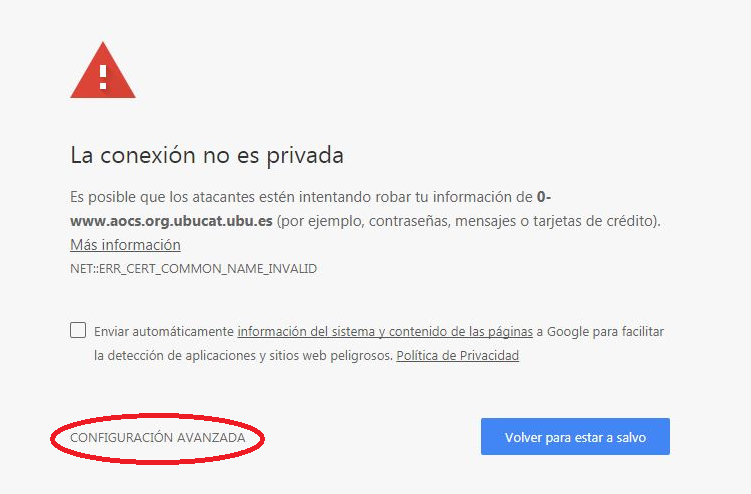 La conexión no es privada
Es posible que los atacantes estén intentando robar tu información de 0-
www.aocs.org.ubucat.ubu.es (por ejemplo, contraseñas, mensajes o tarjetas de crédito).
Más información
NET::ERR_CERT_COMMON_NAME_INVALID
Enviar automáticamente información del sistema y contenido de las páginas a Google para facilitar
la detección de aplicaciones y sitios web peligrosos. Política de Privacidad
CONFIGURACIÓN AVANZADA
Volver para estar a salvo